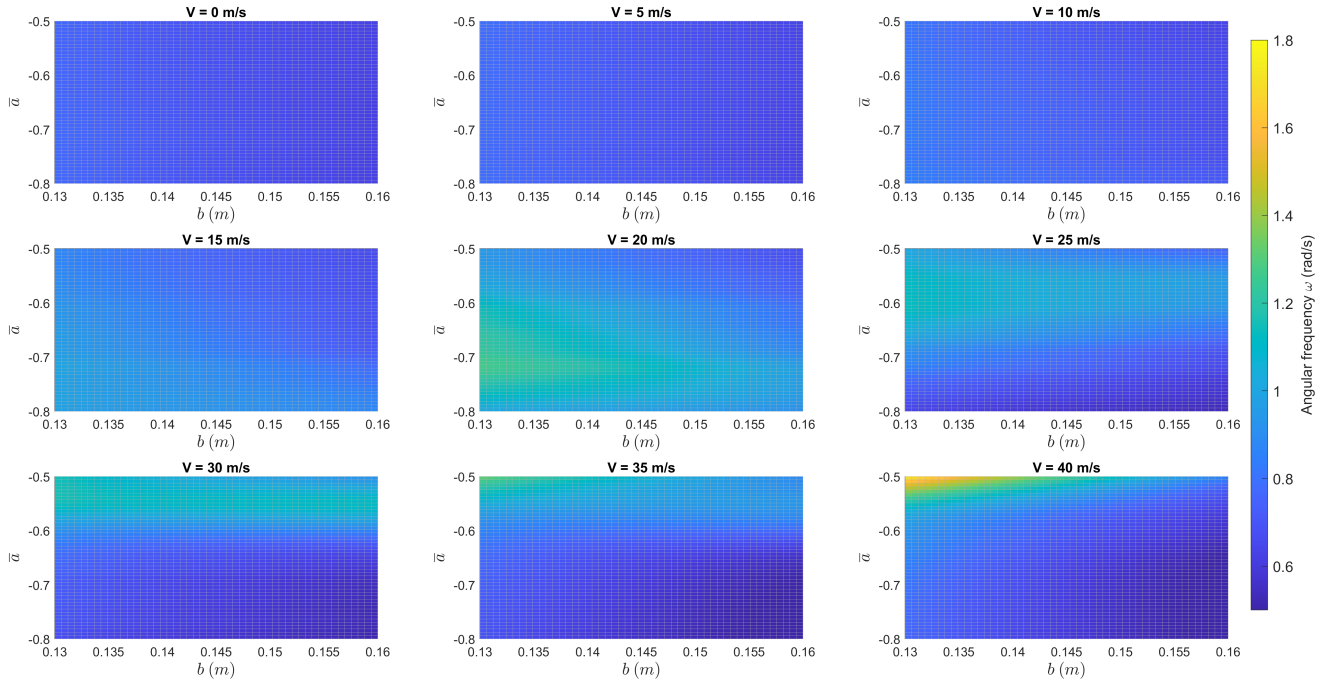 V = 0 m/s
V = 5 m/s
V = 10 m/s
-0.5 -0.5 -0.5
-0.6 -0.6 -0.6
a̅ a̅ a̅
-0.7 -0.7 -0.7
-0.8 -0.8 -0.8
0.13 0.135 0.14 0.145 0.15 0.155 0.16
0.13 0.135 0.14 0.145 0.15 0.155 0.16
0.13 0.135 0.14 0.145 0.15 0.155 0.16
b (m)
b (m)
b (m)
V = 15 m/s
V = 20 m/s
V = 25 m/s
-0.5 -0.5 -0.5
-0.6 -0.6 -0.6
a̅ a̅ a̅
-0.7 -0.7 -0.7
-0.8 -0.8 -0.8
0.13 0.135 0.14 0.145 0.15 0.155 0.16
0.13 0.135 0.14 0.145 0.15 0.155 0.16
0.13 0.135 0.14 0.145 0.15 0.155 0.16
b (m)
b (m)
b (m)
V = 30 m/s
V = 35 m/s
V = 40 m/s
-0.5 -0.5 -0.5
-0.6 -0.6 -0.6
a̅ a̅ a̅
-0.7 -0.7 -0.7
-0.8 -0.8 -0.8
0.13 0.135 0.14 0.145 0.15 0.155 0.16
0.13 0.135 0.14 0.145 0.15 0.155 0.16
0.13 0.135 0.14 0.145 0.15 0.155 0.16
b (m)
b (m)
b (m)
1.8
1.6
1.4
1.2
1
0.8
0.6
Angular frequency ω (rad/s)